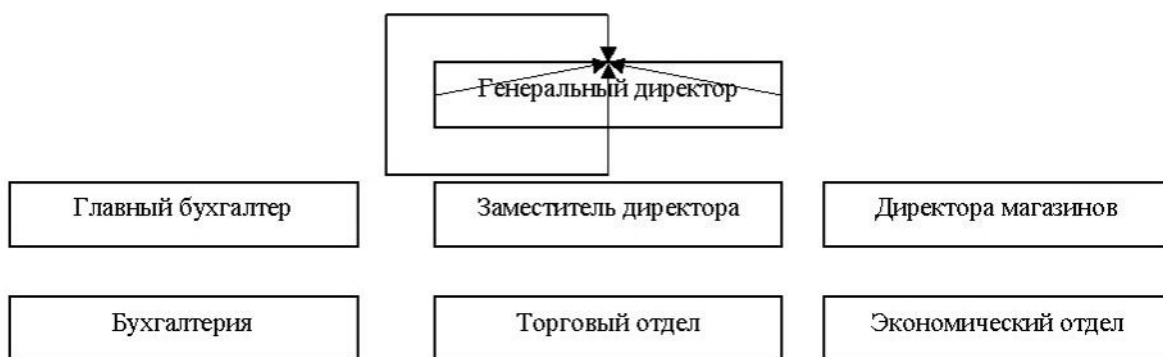 Генеральный директор
Главный бухгалтер
Заместитель директора
Директора магазинов
Бухгалтерия
Торговый отдел
Экономический отдел